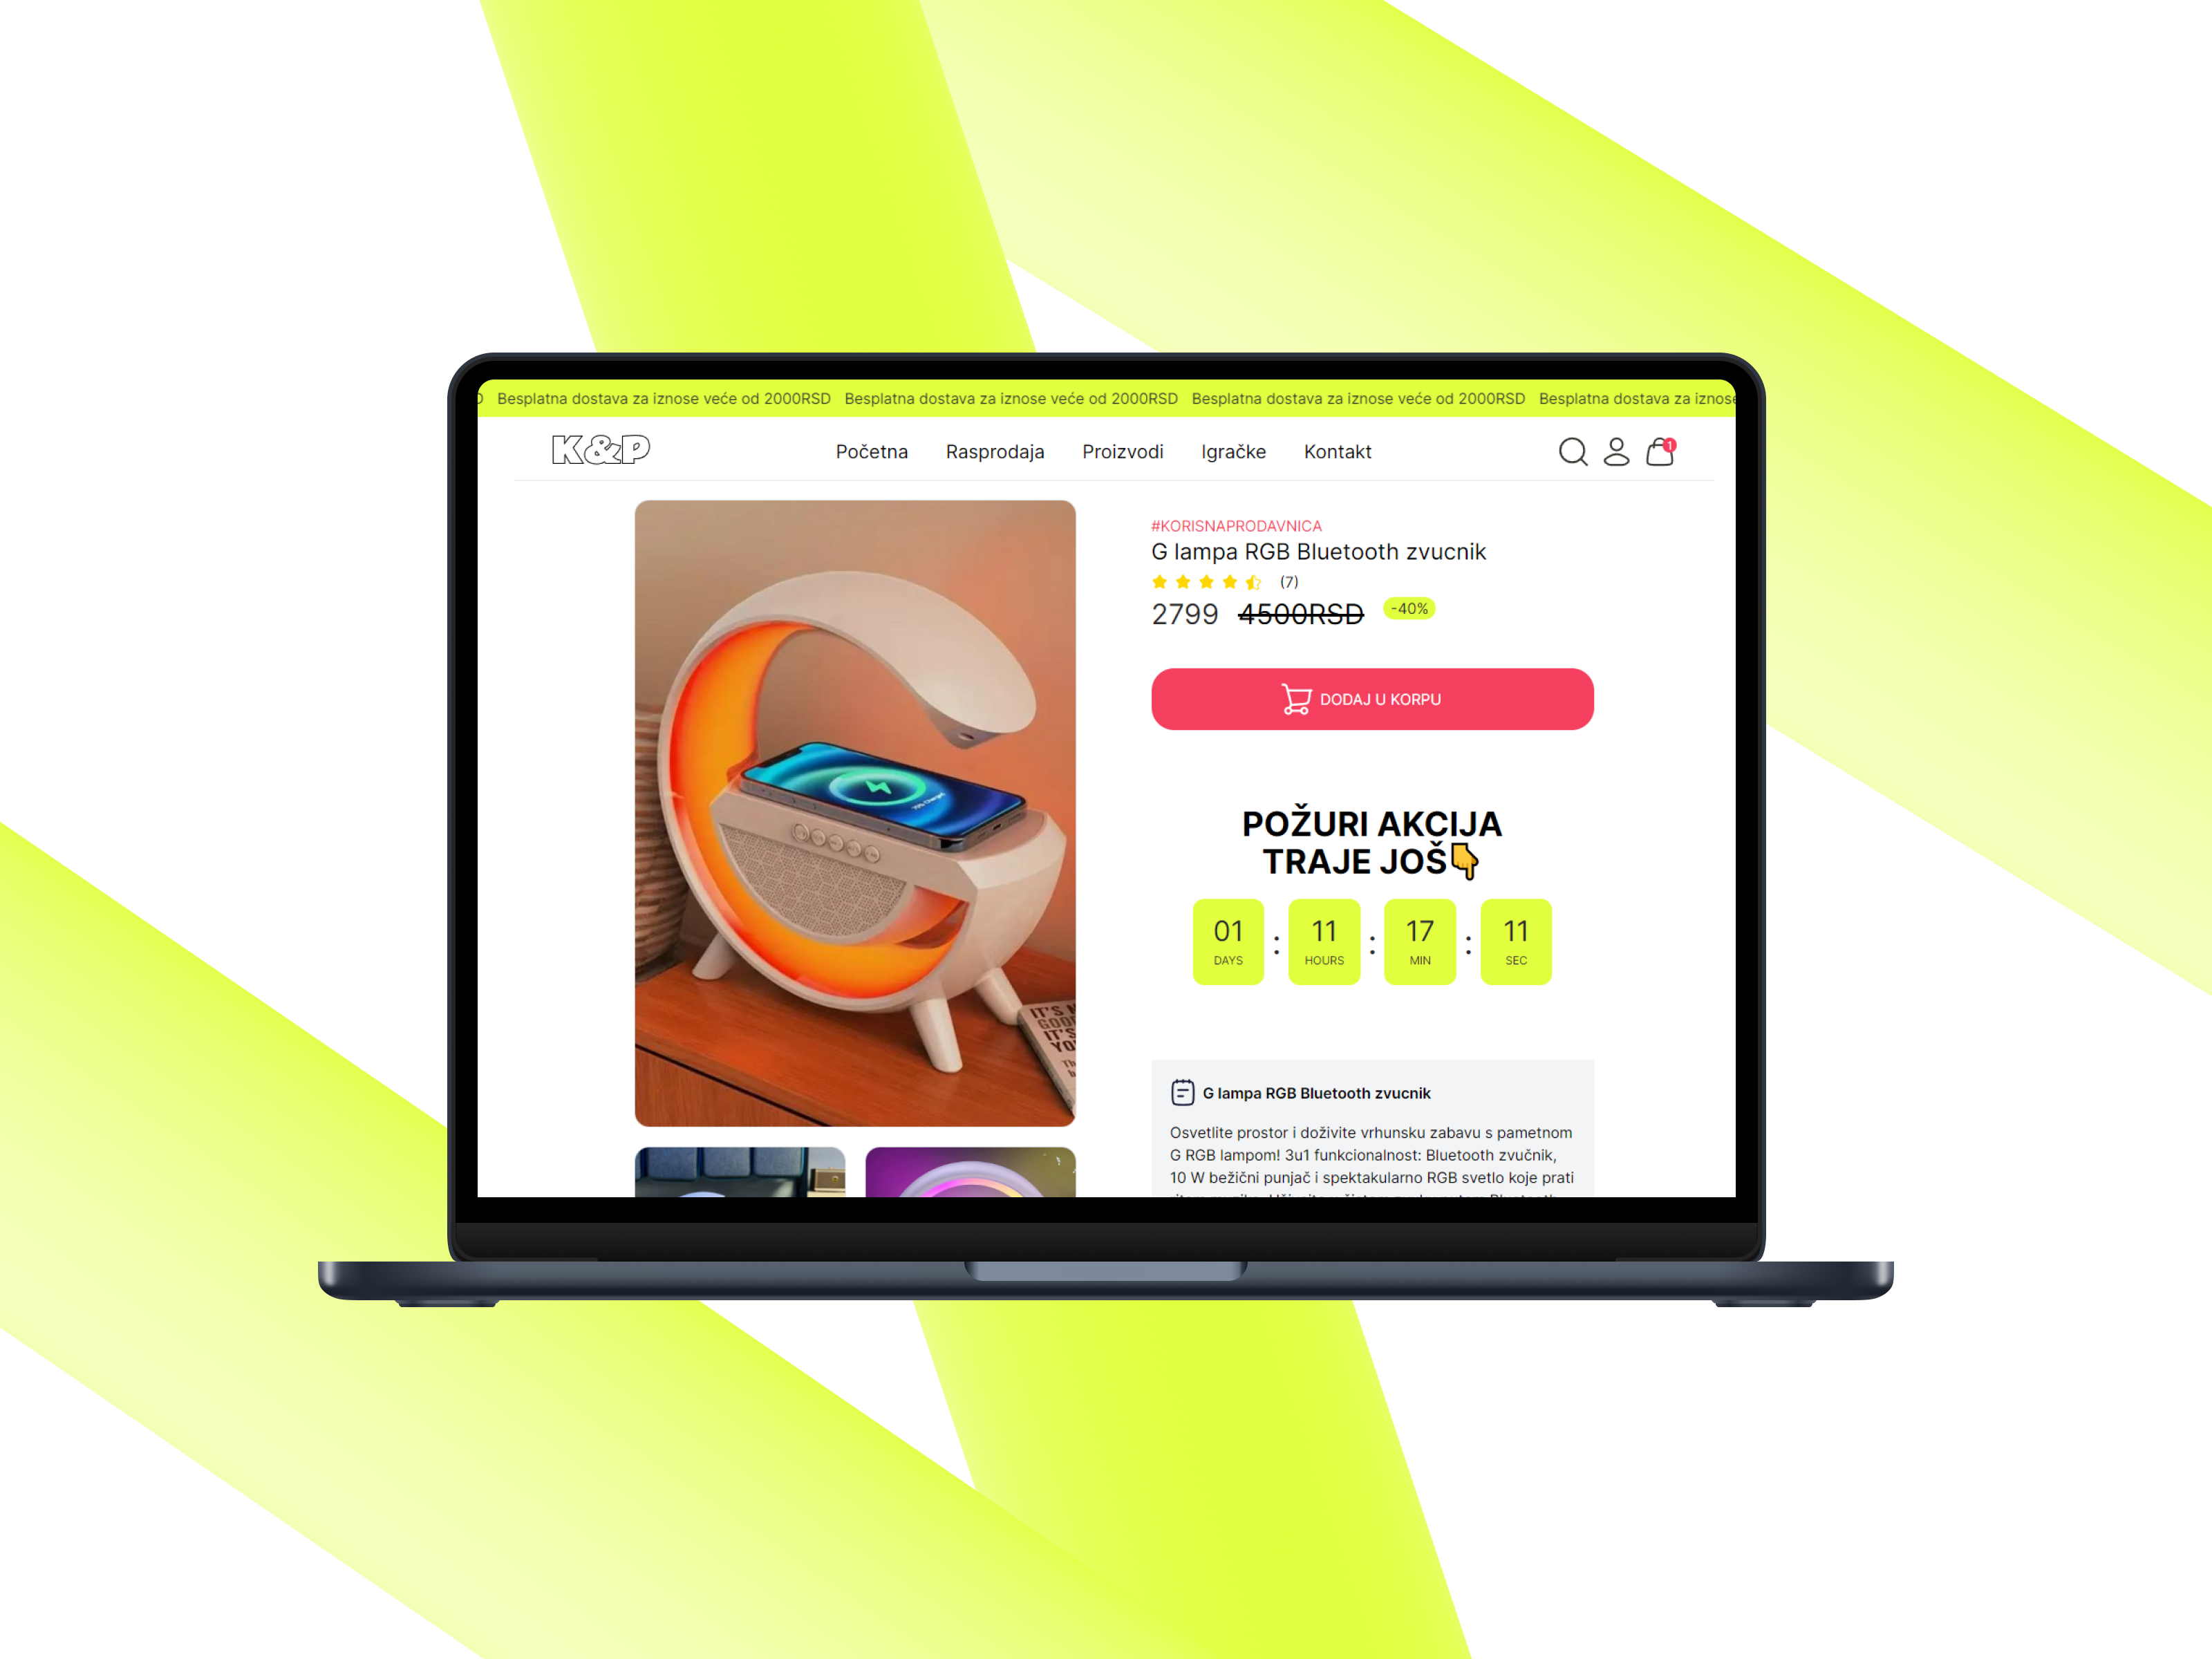 Besplatna dostava za iznose veće od 2000RSD Besplatna dostava za iznose veće od 2000RSD Besplatna dostava za iznose veće od 2000RSD Besplatna dostava za iznose
K&P
Početna Rasprodaja Proizvodi Igračke Kontakt
1
#KORISNAPRODAVNICA
G lampa RGB Bluetooth zvucnik
(7)
2799 4500RSD -40%
DODAJ U KORPU
POŽURI AKCIJA
TRAJE JOŠ👇
01 : 11 : 17 : 11
DAYS HOURS MIN SEC
IT'S
IT'S
G lampa RGB Bluetooth zvucnik
Osvetlite prostor i doživite vrhunsku zabavu s pametnom
G RGB lampom! 3u1 funkcionalnost: Bluetooth zvučnik,
10 W bežični punjač i spektakularno RGB svetlo koje prati